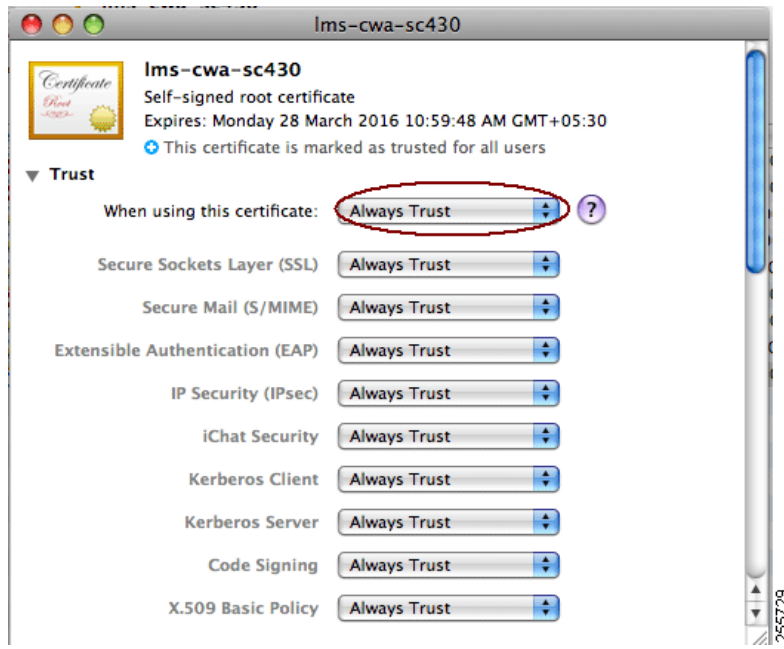 lms-cwa-sc430
Certificate
Root
lms-cwa-sc430
Self-signed root certificate
Expires: Monday 28 March 2016 10:59:48 AM GMT+05:30
This certificate is marked as trusted for all users
Trust
When using this certificate: Always Trust ?
Secure Sockets Layer (SSL) Always Trust
Secure Mail (S/MIME) Always Trust
Extensible Authentication (EAP) Always Trust
IP Security (IPsec) Always Trust
iChat Security Always Trust
Kerberos Client Always Trust
Kerberos Server Always Trust
Code Signing Always Trust
X.509 Basic Policy Always Trust
255729